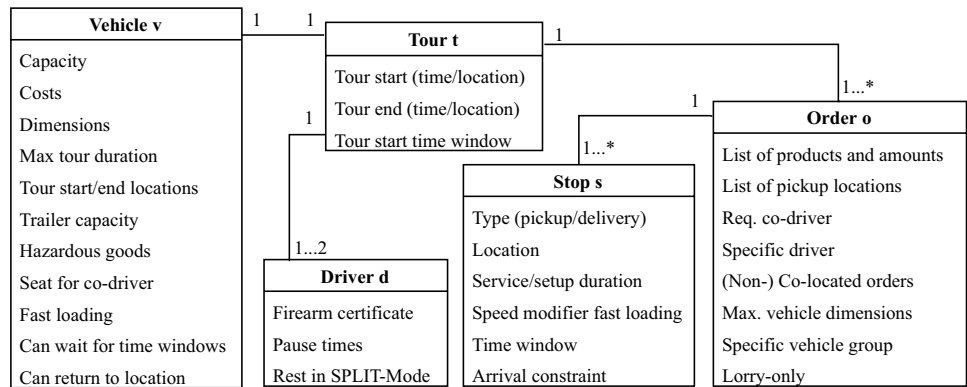 Vehicle v
Capacity
Costs
Dimensions
Max tour duration
Tour start/end locations
Trailer capacity
Hazardous goods
Seat for co-driver
Fast loading
Can wait for time windows
Can return to location
1
1
Tour t
Tour start (time/location)
Tour end (time/location)
Tour start time window
1
1...*
1
1...2
Driver d
Firearm certificate
Pause times
Rest in SPLIT-Mode
1
1...*
Stop s
Type (pickup/delivery)
Location
Service/setup duration
Speed modifier fast loading
Time window
Arrival constraint
Order o
List of products and amounts
List of pickup locations
Req. co-driver
Specific driver
(Non-) Co-located orders
Max. vehicle dimensions
Specific vehicle group
Lorry-only